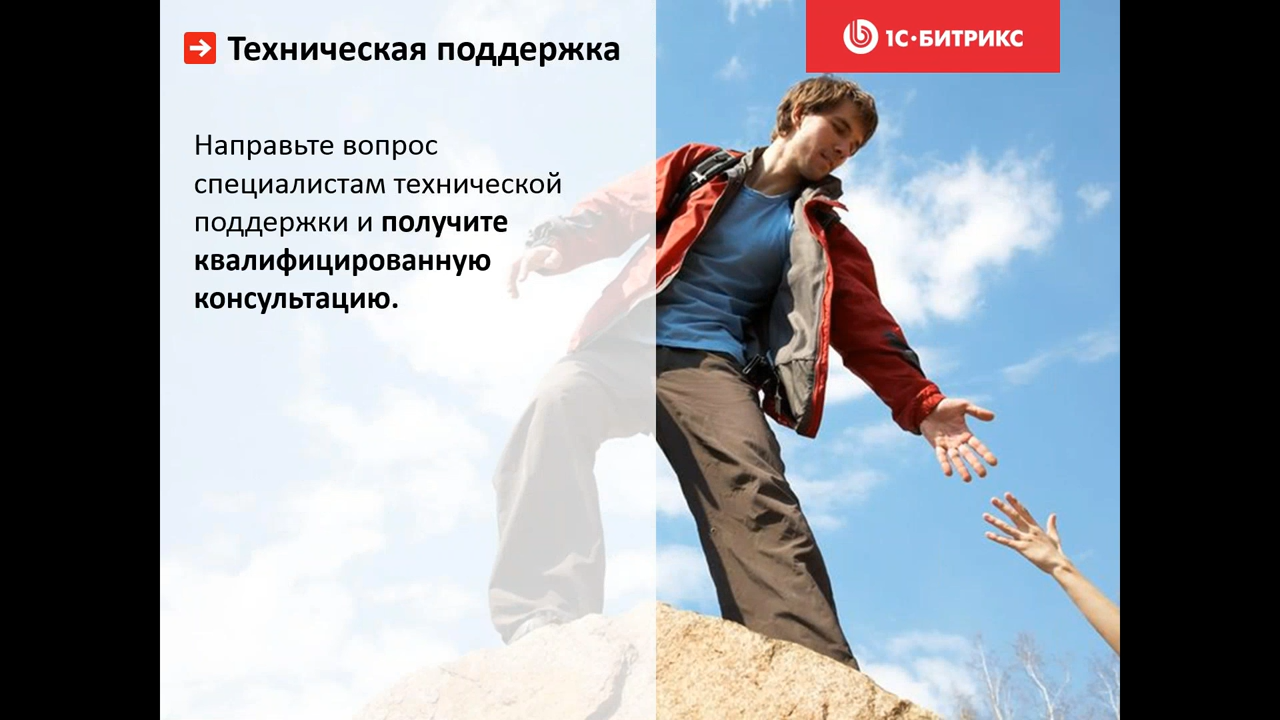 Техническая поддержка
1С·БИТРИКС
Направьте вопрос
специалистам технической
поддержки и получите
квалифицированную
консультацию.